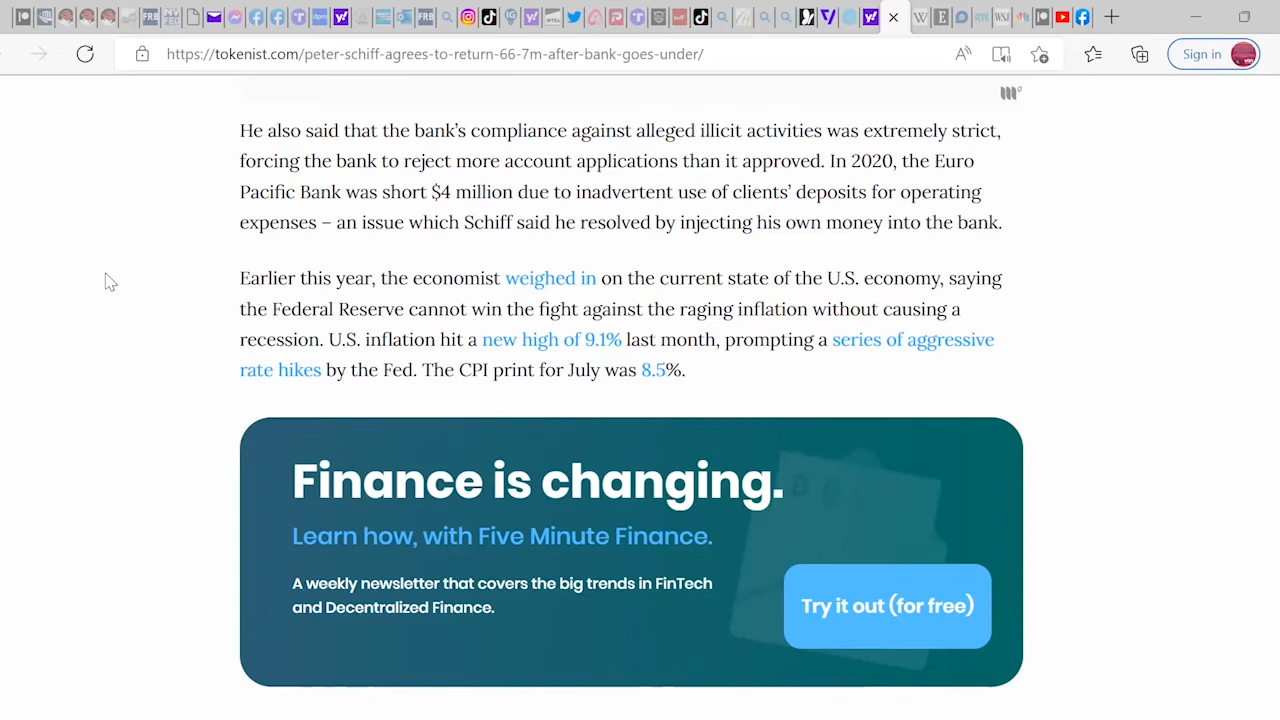 https://tokenist.com/peter-schiff-agrees-to-return-66-7m-after-bank-goes-under/
Sign in
He also said that the bank's compliance against alleged illicit activities was extremely strict,
forcing the bank to reject more account applications than it approved. In 2020, the Euro
Pacific Bank was short $4 million due to inadvertent use of clients' deposits for operating
expenses – an issue which Schiff said he resolved by injecting his own money into the bank.
Earlier this year, the economist weighed in on the current state of the U.S. economy, saying
the Federal Reserve cannot win the fight against the raging inflation without causing a
recession. U.S. inflation hit a new high of 9.1% last month, prompting a series of aggressive
rate hikes by the Fed. The CPI print for July was 8.5%.
Finance is changing.
Learn how, with Five Minute Finance.
A weekly newsletter that covers the big trends in FinTech
and Decentralized Finance.
Try it out (for free)